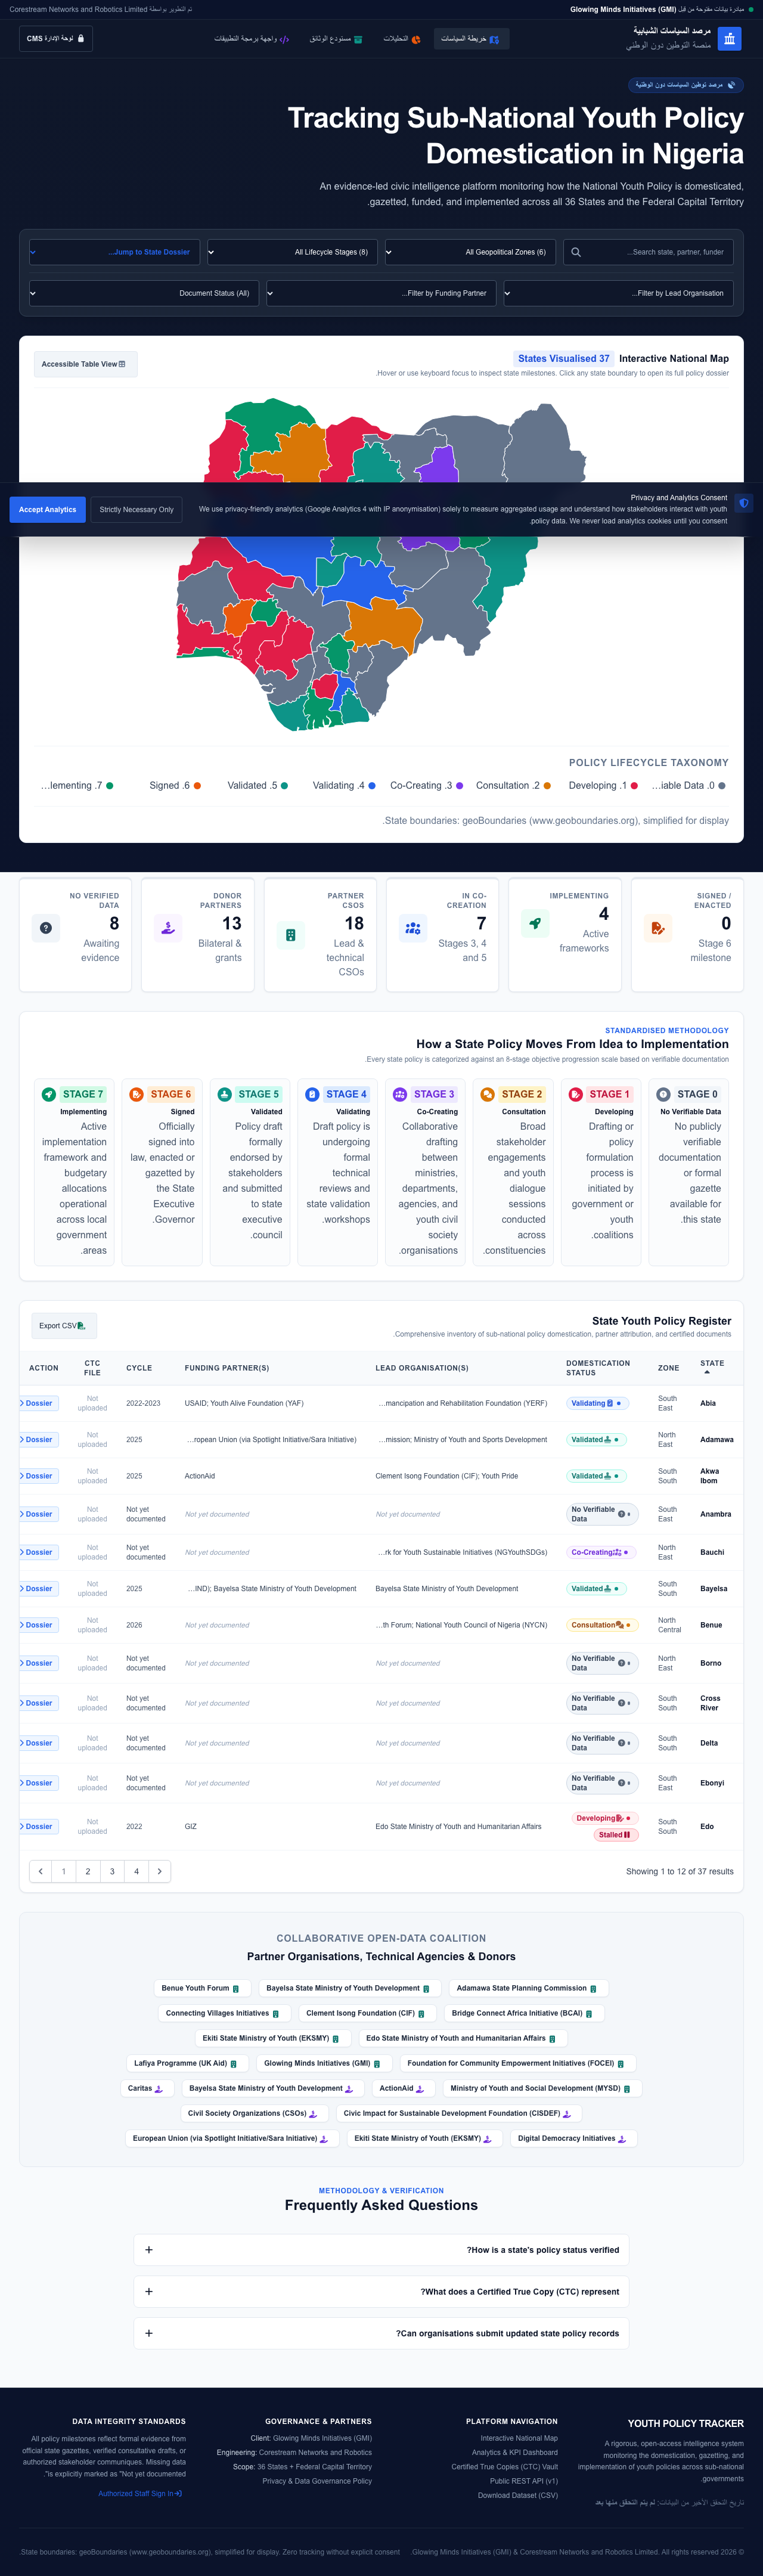 مبادرة بيانات مفتوحة من قبل Glowing Minds Initiatives (GMI)
تم التطوير بواسطة Corestream Networks and Robotics Limited
مرصد السياسات الشبابية
منصة التوطين دون الوطني
خريطة السياسات
التحليلات
مستودع الوثائق
واجهة برمجة التطبيقات
لوحة الإدارة CMS
مرصد توطين السياسات دون الوطنية
Tracking Sub-National Youth Policy
Domestication in Nigeria
An evidence-led civic intelligence platform monitoring how the National Youth Policy is domesticated,
.gazetted, funded, and implemented across all 36 States and the Federal Capital Territory
...Search state, partner, funder
All Geopolitical Zones (6)
All Lifecycle Stages (8)
...Jump to State Dossier
...Filter by Lead Organisation
...Filter by Funding Partner
Document Status (All)
Interactive National Map
States Visualised 37
.Hover or use keyboard focus to inspect state milestones. Click any state boundary to open its full policy dossier
Accessible Table View
Privacy and Analytics Consent
We use privacy-friendly analytics (Google Analytics 4 with IP anonymisation) solely to measure aggregated usage and understand how stakeholders interact with youth
.policy data. We never load analytics cookies until you consent
Strictly Necessary Only
Accept Analytics
POLICY LIFECYCLE TAXONOMY
...iable Data .0
Developing .1
Consultation .2
Co-Creating .3
Validating .4
Validated .5
Signed .6
...lementing .7
.State boundaries: geoBoundaries (www.geoboundaries.org), simplified for display
SIGNED / ENACTED
0
Stage 6 milestone
IMPLEMENTING
4
Active frameworks
IN CO-CREATION
7
Stages 3, 4 and 5
PARTNER CSOS
18
Lead & technical CSOs
DONOR PARTNERS
13
Bilateral & grants
NO VERIFIED DATA
8
Awaiting evidence
STANDARDISED METHODOLOGY
How a State Policy Moves From Idea to Implementation
.Every state policy is categorized against an 8-stage objective progression scale based on verifiable documentation
STAGE 0
No Verifiable Data
No publicly verifiable documentation or formal gazette available for .this state
STAGE 1
Developing
Drafting or policy formulation process is initiated by government or youth .coalitions
STAGE 2
Consultation
Broad stakeholder engagements and youth dialogue sessions conducted across .constituencies
STAGE 3
Co-Creating
Collaborative drafting between ministries, departments, agencies, and youth civil society .organisations
STAGE 4
Validating
Draft policy is undergoing formal technical reviews and state validation .workshops
STAGE 5
Validated
Policy draft formally endorsed by stakeholders and submitted to state executive .council
STAGE 6
Signed
Officially signed into law, enacted or gazetted by the State Executive .Governor
STAGE 7
Implementing
Active implementation framework and budgetary allocations operational across local government .areas
State Youth Policy Register
.Comprehensive inventory of sub-national policy domestication, partner attribution, and certified documents
Export CSV
STATE ZONE DOMESTICATION STATUS LEAD ORGANISATION(S) FUNDING PARTNER(S) CYCLE CTC FILE ACTION
Abia South East Validating ...mancipation and Rehabilitation Foundation (YERF) USAID; Youth Alive Foundation (YAF) 2022-2023 Not uploaded Dossier
Adamawa North East Validated ...mission; Ministry of Youth and Sports Development ...ropean Union (via Spotlight Initiative/Sara Initiative) 2025 Not uploaded Dossier
Akwa Ibom South South Validated Clement Isong Foundation (CIF); Youth Pride ActionAid 2025 Not uploaded Dossier
Anambra South East No Verifiable Data Not yet documented Not yet documented Not yet documented Not uploaded Dossier
Bauchi North East Co-Creating ...rk for Youth Sustainable Initiatives (NGYouthSDGs) Not yet documented Not yet documented Not uploaded Dossier
Bayelsa South South Validated Bayelsa State Ministry of Youth Development ...IND); Bayelsa State Ministry of Youth Development 2025 Not uploaded Dossier
Benue North Central Consultation ...th Forum; National Youth Council of Nigeria (NYCN) Not yet documented 2026 Not uploaded Dossier
Borno North East No Verifiable Data Not yet documented Not yet documented Not yet documented Not uploaded Dossier
Cross River South South No Verifiable Data Not yet documented Not yet documented Not yet documented Not uploaded Dossier
Delta South South No Verifiable Data Not yet documented Not yet documented Not yet documented Not uploaded Dossier
Ebonyi South East No Verifiable Data Not yet documented Not yet documented Not yet documented Not uploaded Dossier
Edo South South Developing Stalled Edo State Ministry of Youth and Humanitarian Affairs GIZ 2022 Not uploaded Dossier
Showing 1 to 12 of 37 results
1 2 3 4
COLLABORATIVE OPEN-DATA COALITION
Partner Organisations, Technical Agencies & Donors
Adamawa State Planning Commission
Bayelsa State Ministry of Youth Development
Benue Youth Forum
Bridge Connect Africa Initiative (BCAI)
Clement Isong Foundation (CIF)
Connecting Villages Initiatives
Edo State Ministry of Youth and Humanitarian Affairs
Ekiti State Ministry of Youth (EKSMY)
Foundation for Community Empowerment Initiatives (FOCEI)
Glowing Minds Initiatives (GMI)
Lafiya Programme (UK Aid)
Ministry of Youth and Social Development (MYSD)
ActionAid
Bayelsa State Ministry of Youth Development
Caritas
Civic Impact for Sustainable Development Foundation (CISDEF)
Civil Society Organizations (CSOs)
Digital Democracy Initiatives
Ekiti State Ministry of Youth (EKSMY)
European Union (via Spotlight Initiative/Sara Initiative)
METHODOLOGY & VERIFICATION
Frequently Asked Questions
?How is a state's policy status verified
?What does a Certified True Copy (CTC) represent
?Can organisations submit updated state policy records
YOUTH POLICY TRACKER
A rigorous, open-access intelligence system
monitoring the domestication, gazetting, and
implementation of youth policies across sub-national
.governments
تاريخ التحقق الأخير من البيانات: لم يتم التحقق منها بعد
PLATFORM NAVIGATION
Interactive National Map
Analytics & KPI Dashboard
Certified True Copies (CTC) Vault
Public REST API (v1)
Download Dataset (CSV)
GOVERNANCE & PARTNERS
Client: Glowing Minds Initiatives (GMI)
Engineering: Corestream Networks and Robotics
Scope: 36 States + Federal Capital Territory
Privacy & Data Governance Policy
DATA INTEGRITY STANDARDS
All policy milestones reflect formal evidence from
official state gazettes, verified consultative drafts, or
authorized stakeholder communiques. Missing data
."is explicitly marked as "Not yet documented
Authorized Staff Sign In
.Glowing Minds Initiatives (GMI) & Corestream Networks and Robotics Limited. All rights reserved 2026 ©
.State boundaries: geoBoundaries (www.geoboundaries.org), simplified for display. Zero tracking without explicit consent